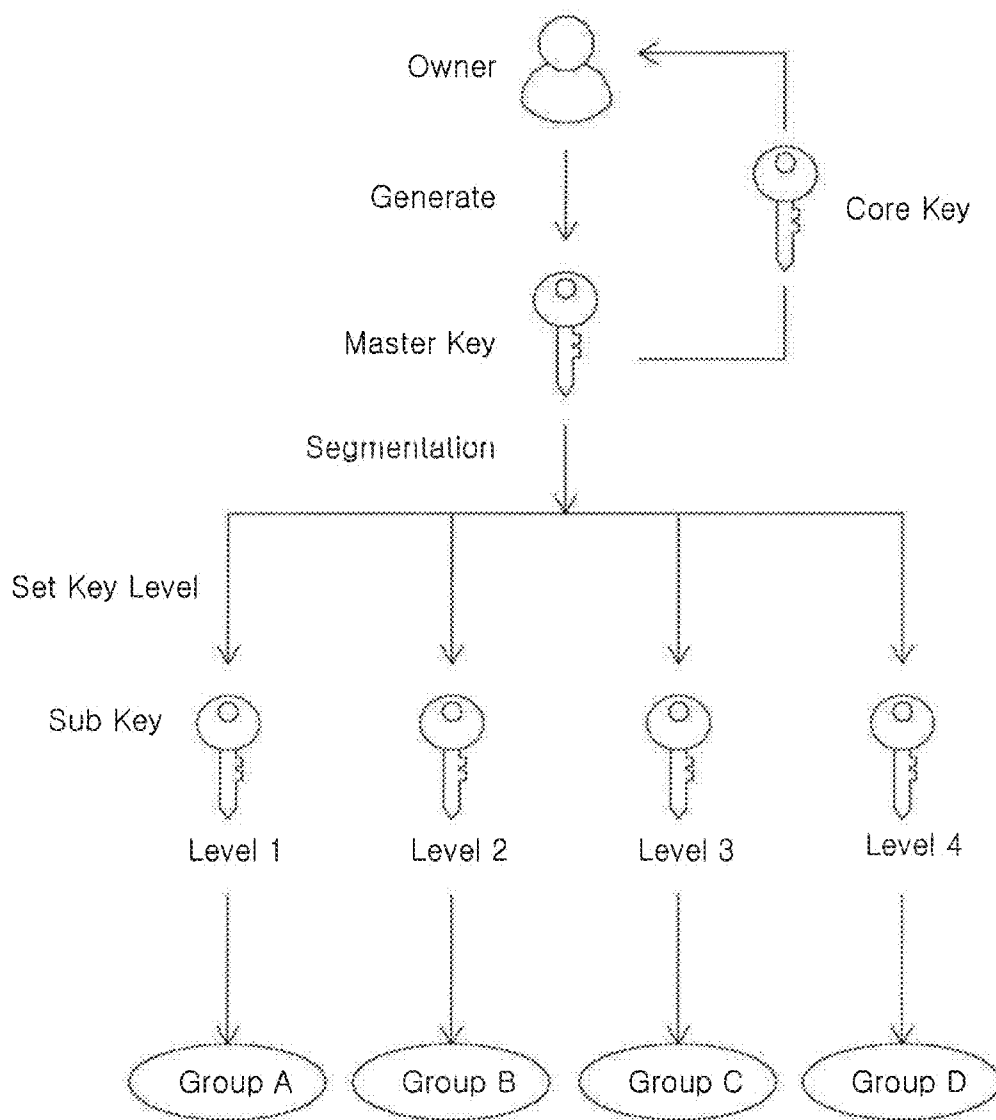 Owner
Generate
Core Key
Master Key
Segmentation
Set Key Level
Sub Key
Level 1
Level 2
Level 3
Level 4
Group A
Group B
Group C
Group D